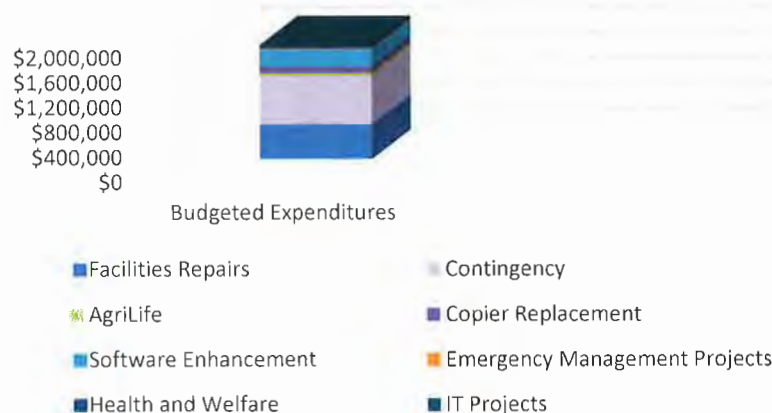 $2,000,000
$1,600,000
$1,200,000
$800,000
$400,000
$0
Budgeted Expenditures
Facilities Repairs
Contingency
AgriLife
Copier Replacement
Software Enhancement
Emergency Management Projects
Health and Welfare
IT Projects